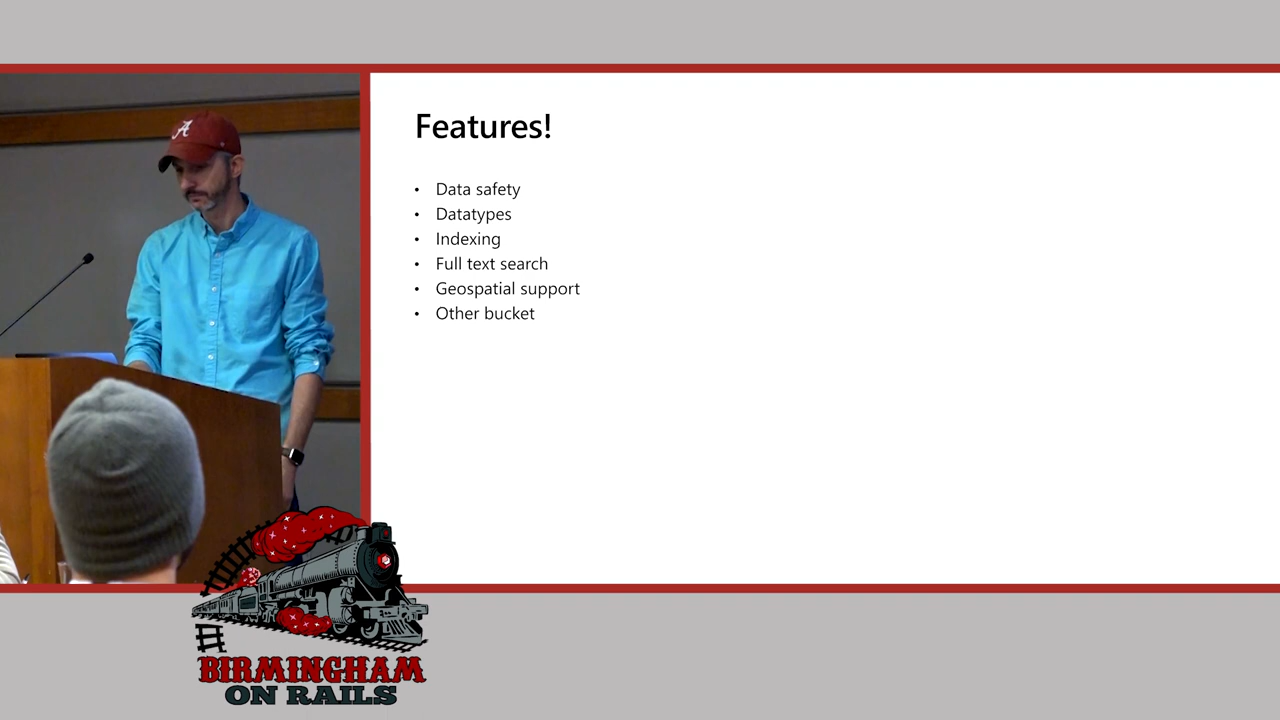 A
Features!
• Data safety
• Datatypes
• Indexing
• Full text search
• Geospatial support
• Other bucket
BIRMINGHAM
ON RAILS